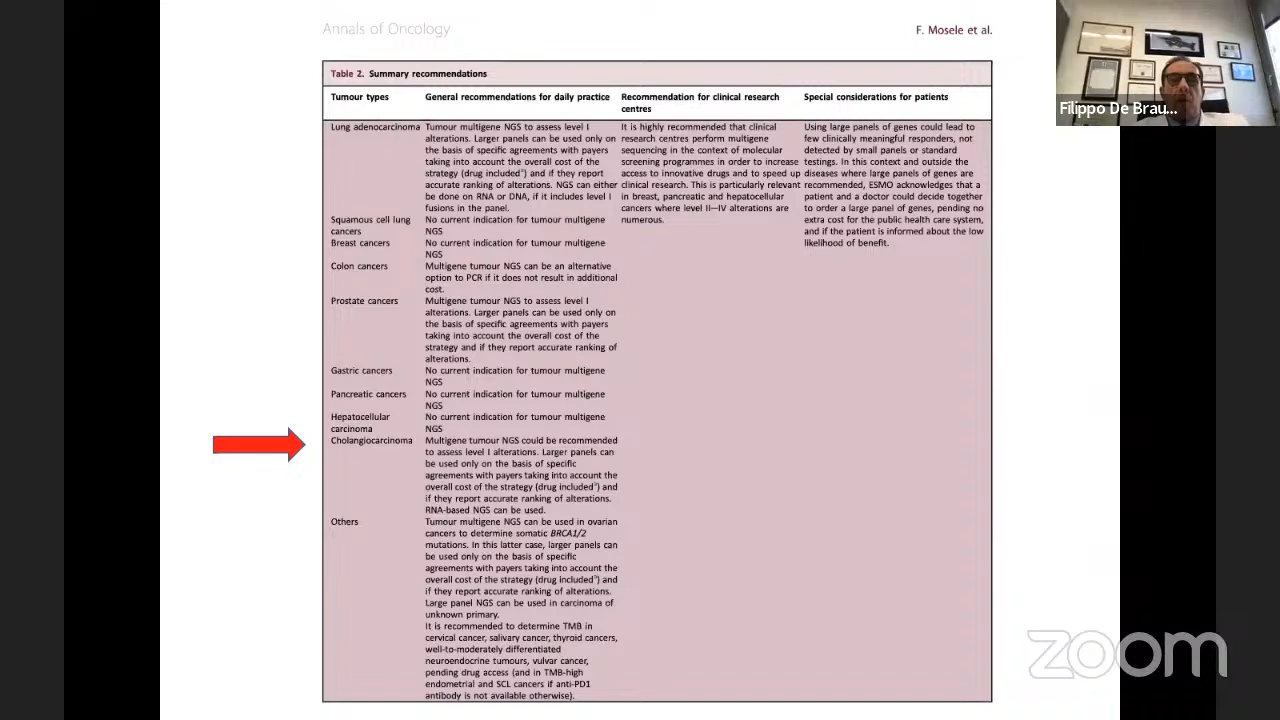 Annals of Oncology
F. Mosele et al.
Filippo De Brau...
Table 2. Summary recommendations
Tumour types
General recommendations for daily practice
Recommendation for clinical research
centres
Special considerations for patients
Lung adenocarcinoma
Tumour multigene NGS to assess level I
alterations. Larger panels can be used only on
the basis of specific agreements with payers
taking into account the overall cost of the
strategy (drug included³) and if they report
accurate ranking of alterations. NGS can either
be done on RNA or DNA, if it includes level I
fusions in the panel.
It is highly recommended that clinical
research centres perform multigene
sequencing in the context of molecular
screening programmes in order to increase
access to innovative drugs and to speed up
clinical research. This is particularly relevant
in breast, pancreatic and hepatocellular
cancers where level II—IV alterations are
numerous.
Using large panels of genes could lead to
few clinically meaningful responders, not
detected by small panels or standard
testings. In this context and outside the
diseases where large panels of genes are
recommended, ESMO acknowledges that a
patient and a doctor could decide together
to order a large panel of genes, pending no
extra cost for the public health care system,
and if the patient is informed about the low
likelihood of benefit.
Squamous cell lung
cancers
No current indication for tumour multigene
NGS
Breast cancers
No current indication for tumour multigene
NGS
Colon cancers
Multigene tumour NGS can be an alternative
option to PCR if it does not result in additional
cost.
Prostate cancers
Multigene tumour NGS to assess level I
alterations. Larger panels can be used only on
the basis of specific agreements with payers
taking into account the overall cost of the
strategy and if they report accurate ranking of
alterations.
Gastric cancers
No current indication for tumour multigene
NGS
Pancreatic cancers
No current indication for tumour multigene
NGS
Hepatocellular
carcinoma
No current indication for tumour multigene
NGS
Cholangiocarcinoma
Multigene tumour NGS could be recommended
to assess level I alterations. Larger panels can
be used only on the basis of specific
agreements with payers taking into account the
overall cost of the strategy (drug included³) and
if they report accurate ranking of alterations.
RNA-based NGS can be used.
Others
Tumour multigene NGS can be used in ovarian
cancers to determine somatic BRCA1/2
mutations. In this latter case, larger panels can
be used only on the basis of specific
agreements with payers taking into account the
overall cost of the strategy (drug included³) and
if they report accurate ranking of alterations.
Large panel NGS can be used in carcinoma of
unknown primary.
It is recommended to determine TMB in
cervical cancer, salivary cancer, thyroid cancers,
well-to-moderately differentiated
neuroendocrine tumours, vulvar cancer,
pending drug access (and in TMB-high
endometrial and SCL cancers if anti-PD1
antibody is not available otherwise).
zoom